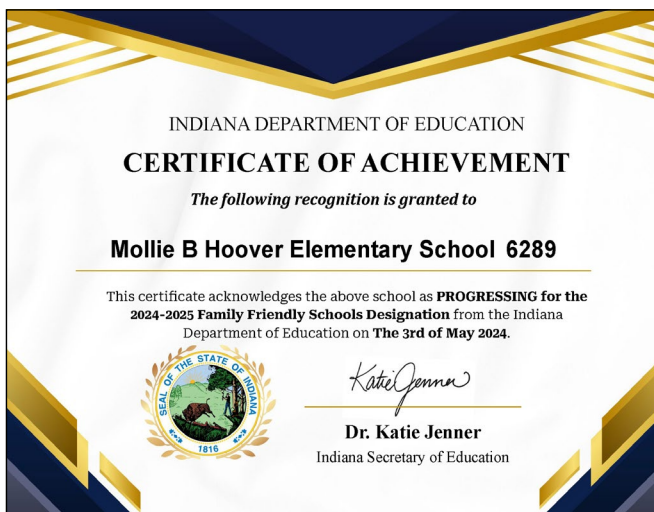 INDIANA DEPARTMENT OF EDUCATION
CERTIFICATE OF ACHIEVEMENT
The following recognition is granted to
Mollie B Hoover Elementary School 6289
This certificate acknowledges the above school as PROGRESSING for the
2024-2025 Family Friendly Schools Designation from the Indiana
Department of Education on The 3rd of May 2024.
SEAL OF THE STATE OF INDIANA
1816
Katie Jenner
Dr. Katie Jenner
Indiana Secretary of Education